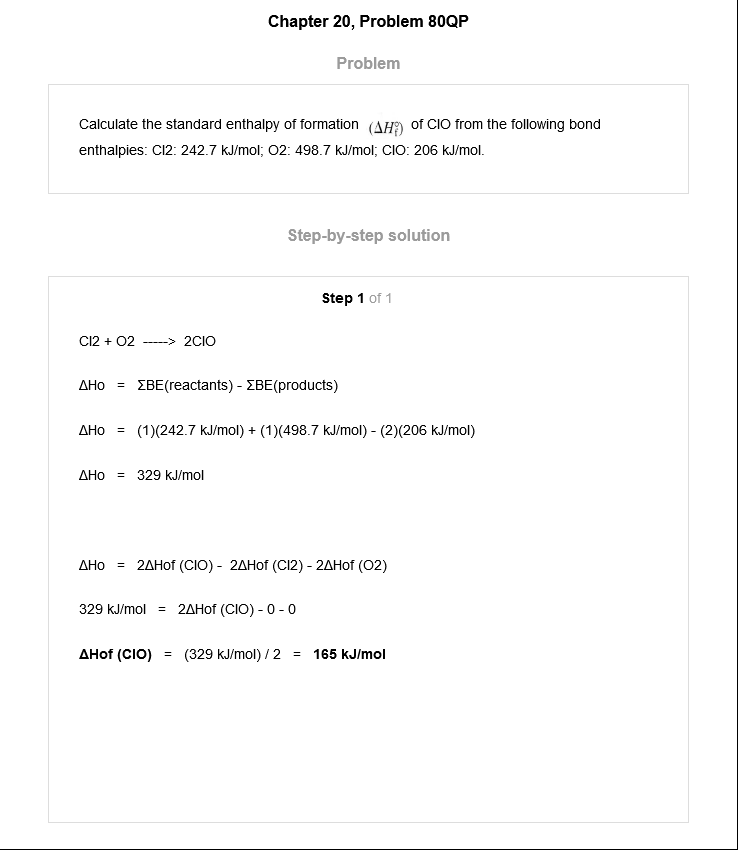 Chapter 20, Problem 80QP
Problem
Calculate the standard enthalpy of formation (ΔH°f) of ClO from the following bond
enthalpies: Cl2: 242.7 kJ/mol; O2: 498.7 kJ/mol; ClO: 206 kJ/mol.
Step-by-step solution
Step 1 of 1
Cl2 + O2 -----> 2ClO
ΔHo = ΣBE(reactants) - ΣBE(products)
ΔHo = (1)(242.7 kJ/mol) + (1)(498.7 kJ/mol) - (2)(206 kJ/mol)
ΔHo = 329 kJ/mol
ΔHo = 2ΔHof (ClO) - 2ΔHof (Cl2) - 2ΔHof (O2)
329 kJ/mol = 2ΔHof (ClO) - 0 - 0
ΔHof (ClO) = (329 kJ/mol) / 2 = 165 kJ/mol